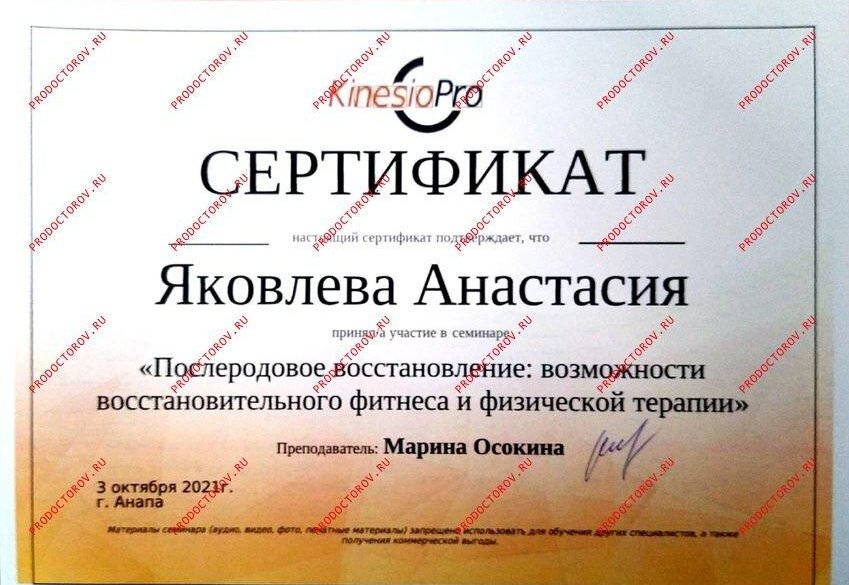 KinesioPro
СЕРТИФИКАТ
настоящий сертификат подтверждает, что
Яковлева Анастасия
принял а участие в семинаре
«Послеродовое восстановление: возможности
восстановительного фитнеса и физической терапии»
Преподаватель: Марина Осокина
3 октября 2021г.
г. Анапа
Материалы семинара (аудио, видео, фото, печатные материалы) запрещено использовать для обучения других специалистов, а также
получения коммерческой выгоды.
PRODOCTOROV.RU